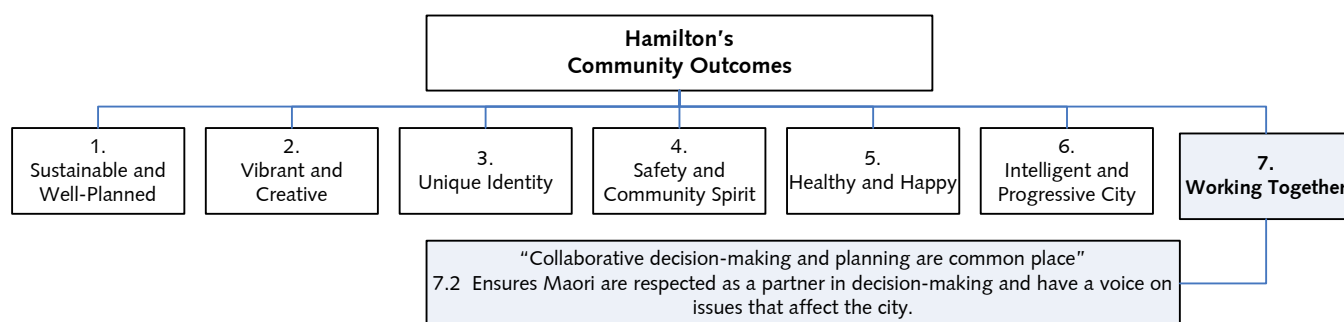 Hamilton's
Community Outcomes
1.
Sustainable and
Well-Planned
2.
Vibrant and
Creative
3.
Unique Identity
4.
Safety and
Community Spirit
5.
Healthy and Happy
6.
Intelligent and
Progressive City
7.
Working Together
“Collaborative decision-making and planning are common place”
7.2 Ensures Maori are respected as a partner in decision-making and have a voice on
issues that affect the city.